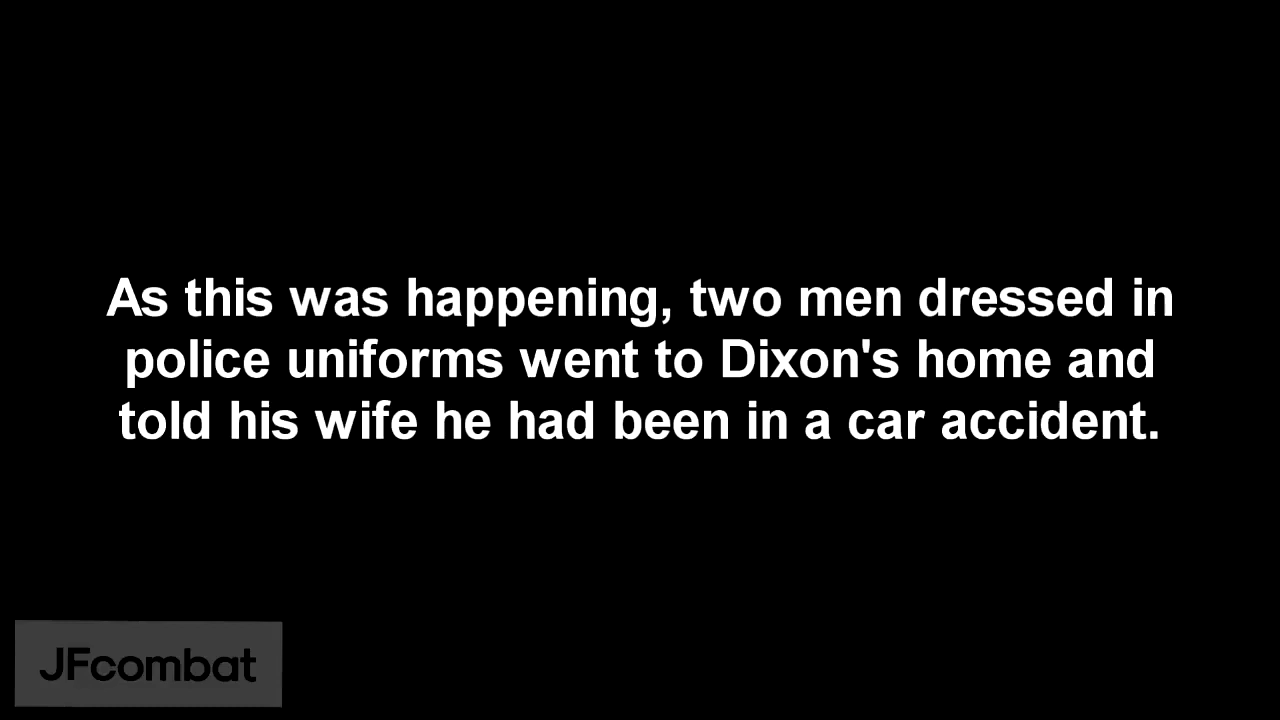 As this was happening, two men dressed in
police uniforms went to Dixon's home and
told his wife he had been in a car accident.
JFcombat